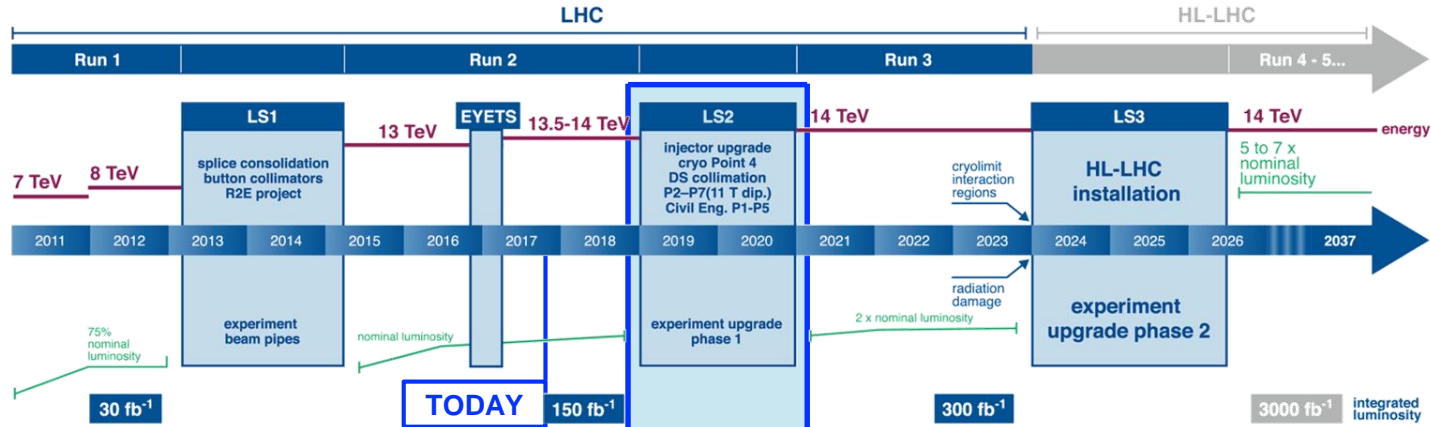 LHC
HL-LHC
Run 1
Run 2
Run 3
Run 4 - 5...
LS1
splice consolidation
button collimators
R2E project
EYETS
LS2
injector upgrade
cryo Point 4
DS collimation
P2–P7(11 T dip.)
Civil Eng. P1-P5
LS3
HL-LHC
installation
7 TeV
8 TeV
13 TeV
13.5-14 TeV
14 TeV
14 TeV
energy
cryolimit
interaction
regions
5 to 7 x
nominal
luminosity
2011
2012
2013
2014
2015
2016
2017
2018
2019
2020
2021
2022
2023
2024
2025
2026
2037
75%
nominal
luminosity
experiment
beam pipes
nominal luminosity
experiment upgrade
phase 1
2 x nominal luminosity
radiation
damage
experiment
upgrade phase 2
30 fb⁻¹
TODAY
150 fb⁻¹
300 fb⁻¹
3000 fb⁻¹
integrated
luminosity